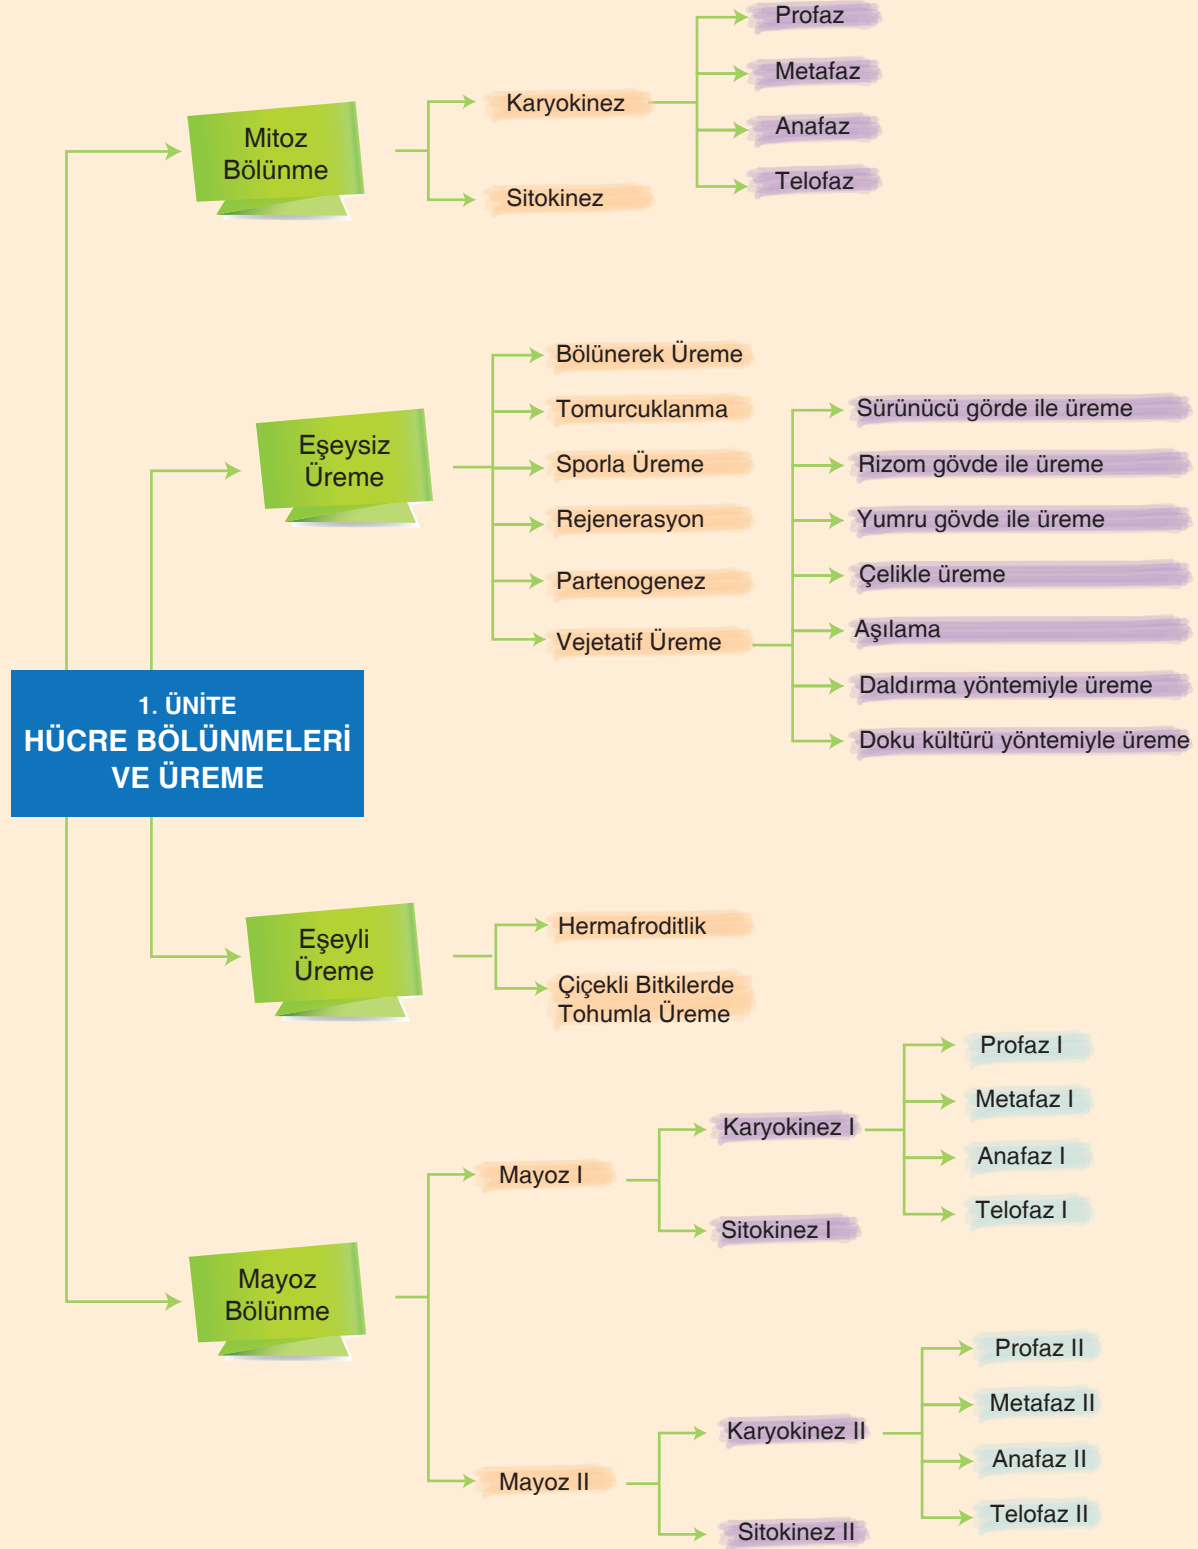 Profaz
Metafaz
Anafaz
Telofaz
Karyokinez
Sitokinez
Mitoz
Bölünme
Eşeysiz
Üreme
Bölünerek Üreme
Tomurcuklanma
Sporla Üreme
Rejenerasyon
Partenogenez
Vejetatif Üreme
Sürünücü görde ile üreme
Rizom gövde ile üreme
Yumru gövde ile üreme
Çelikle üreme
Aşılama
Daldırma yöntemiyle üreme
Doku kültürü yöntemiyle üreme
1. ÜNİTE
HÜCRE BÖLÜNMELERİ
VE ÜREME
Eşeyli
Üreme
Hermafroditlik
Çiçekli Bitkilerde
Tohumla Üreme
Mayoz
Bölünme
Mayoz I
Karyokinez I
Sitokinez I
Profaz I
Metafaz I
Anafaz I
Telofaz I
Mayoz II
Karyokinez II
Sitokinez II
Profaz II
Metafaz II
Anafaz II
Telofaz II